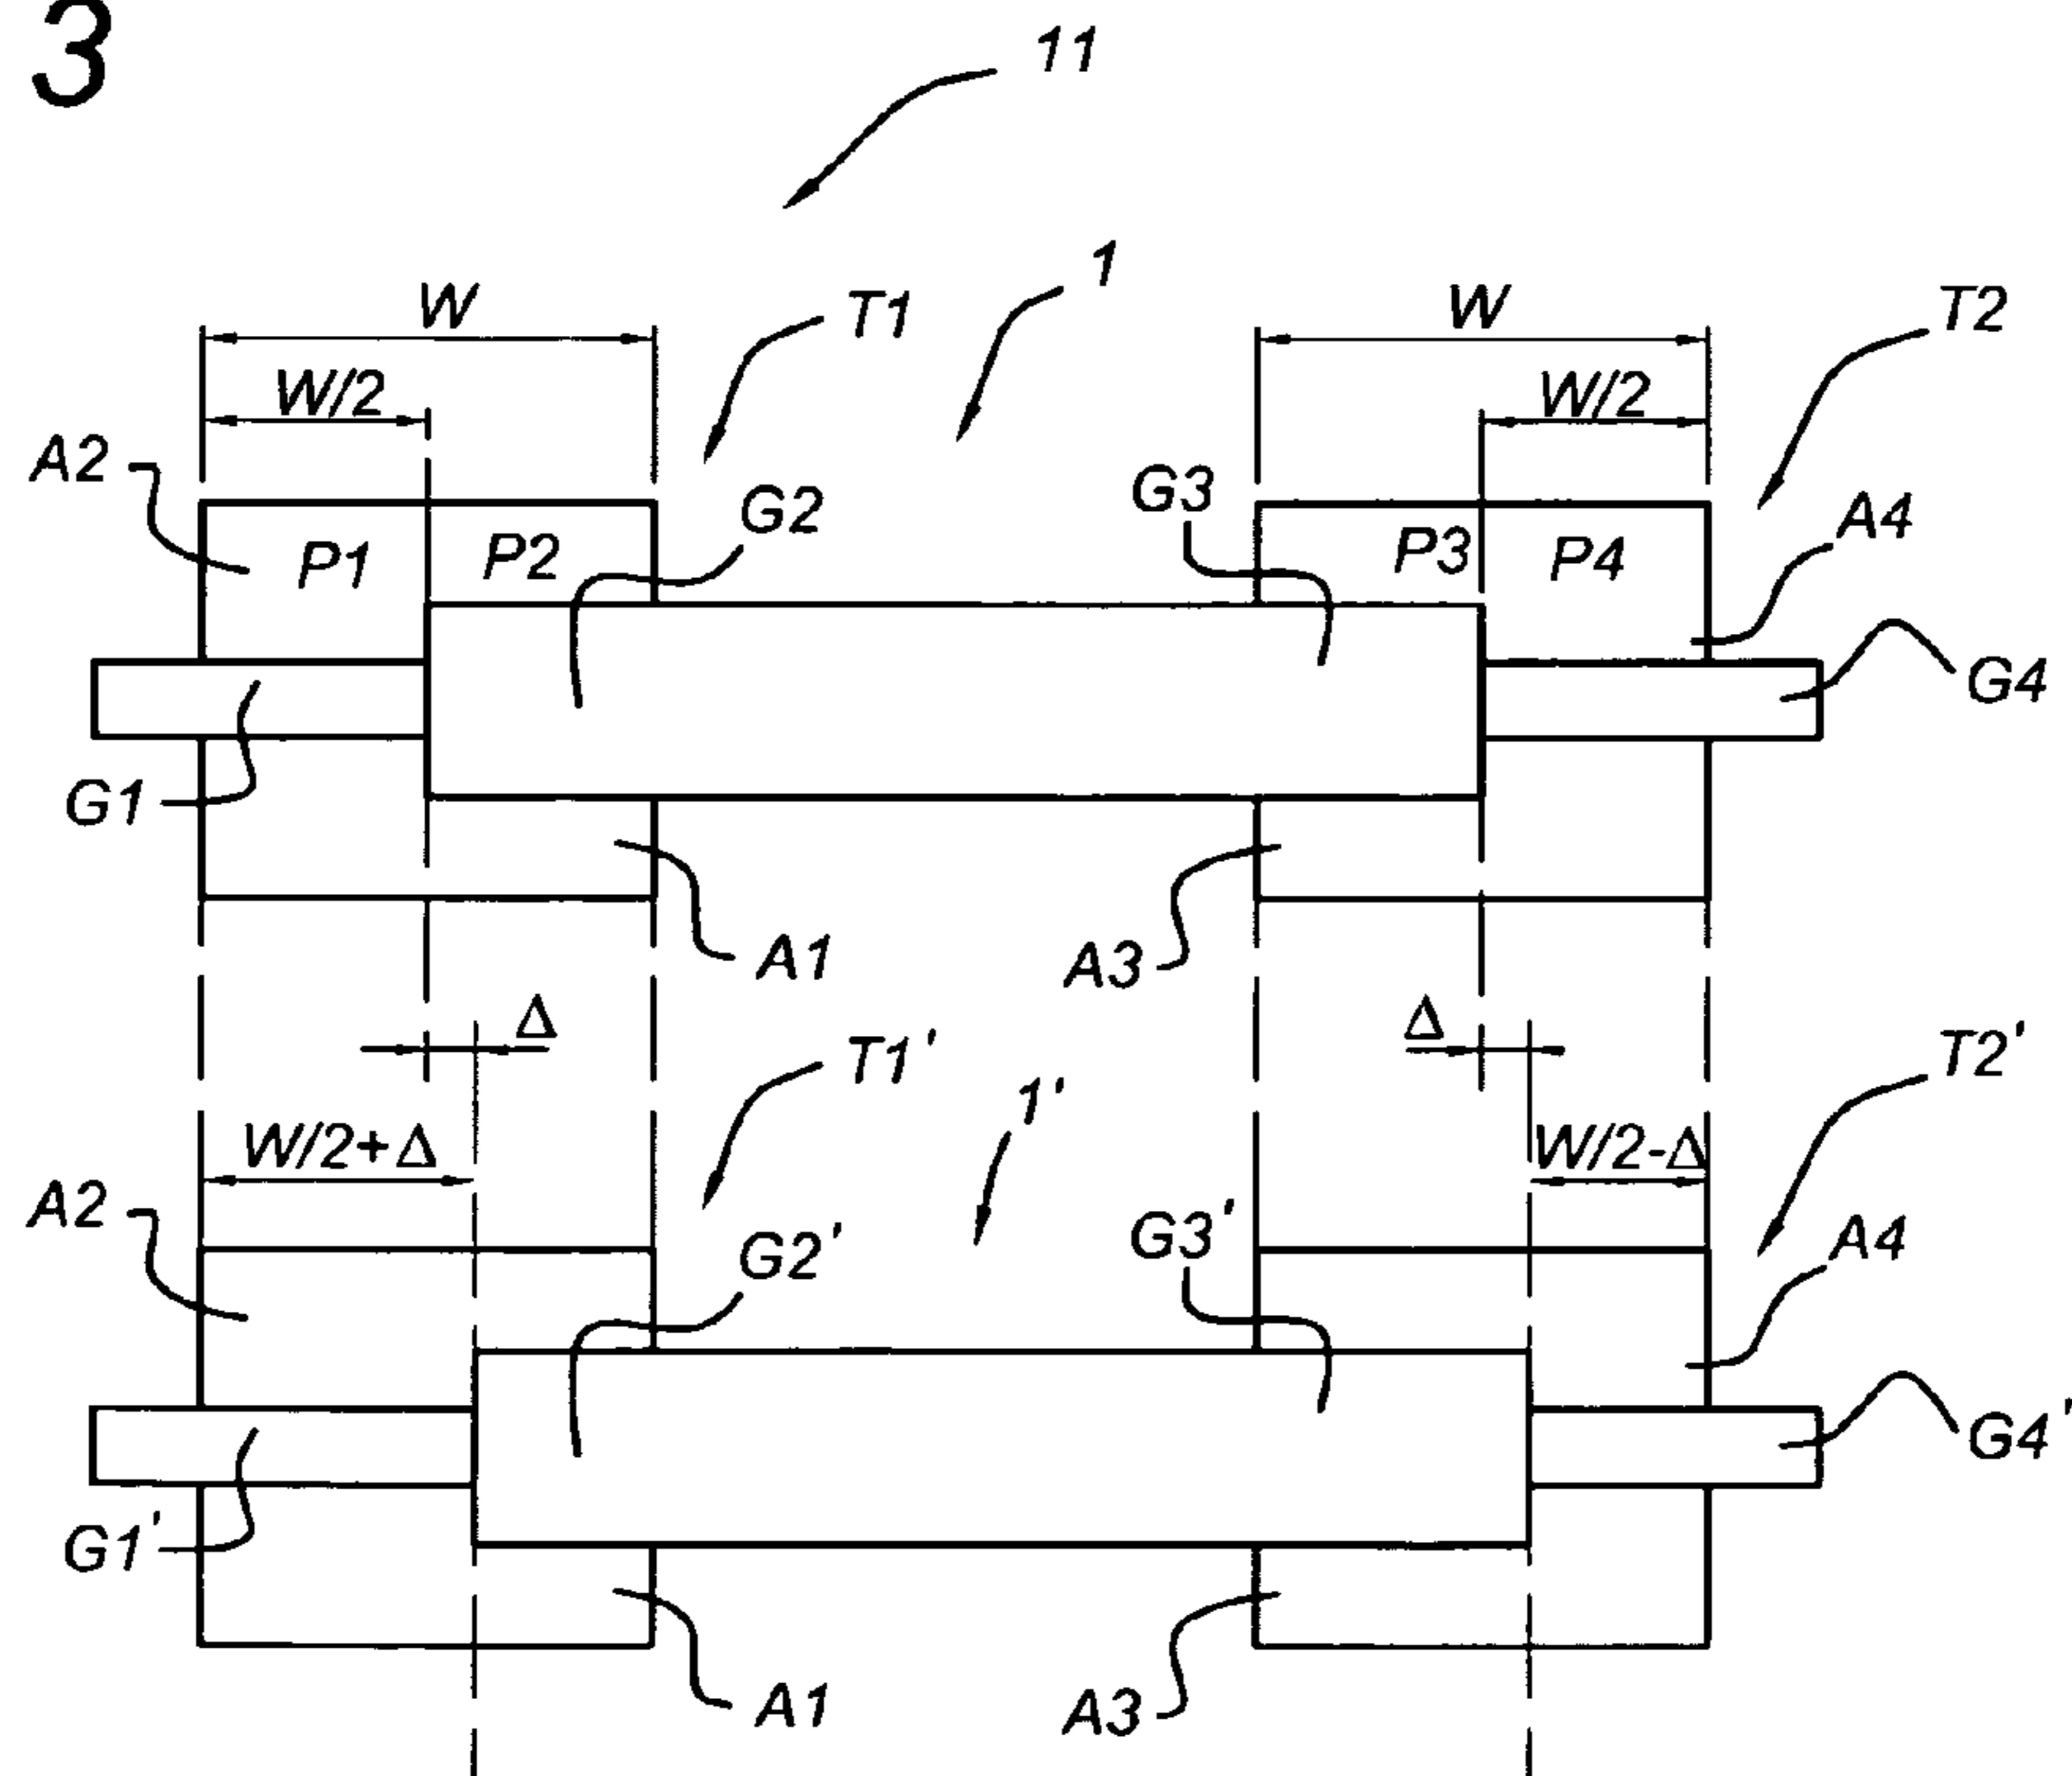 3
11
1
W
T1
W
T2
W/2
W/2
A2
G2
G3
A4
P1
P2
P3
P4
G4
G1
A1
A3
Δ
Δ
T1'
1'
T2'
W/2+Δ
W/2-Δ
A2
G2'
G3'
A4
G4'
G1'
A1
A3